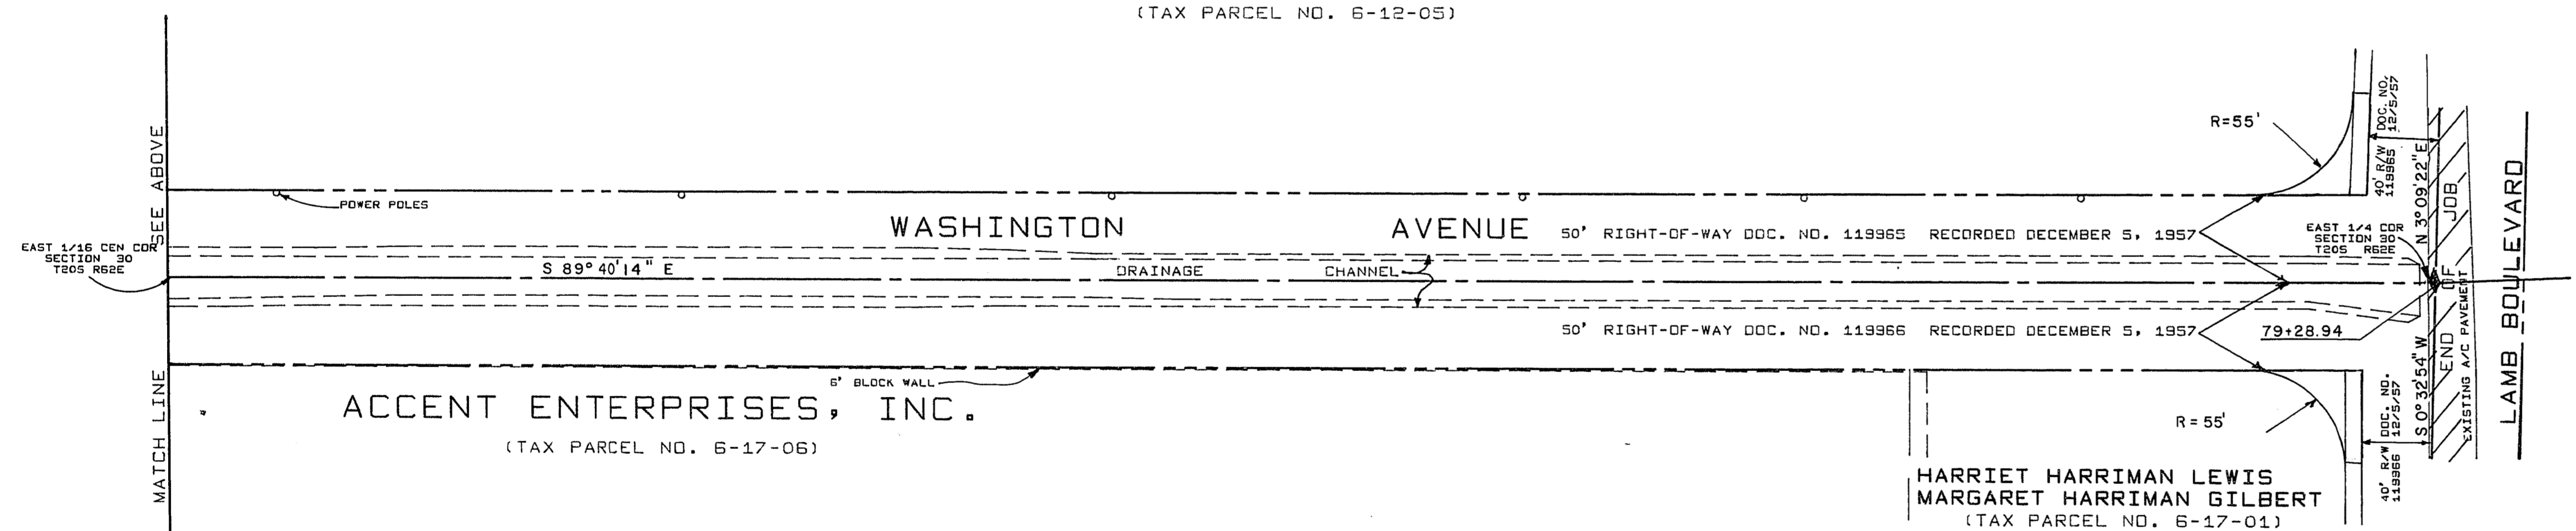 (TAX PARCEL NO. 6-12-05)
SEE ABOVE
MATCH LINE
POWER POLES
EAST 1/16 CEN COR
SECTION 30
T20S R62E
WASHINGTON AVENUE
S 89° 40' 14" E
DRAINAGE CHANNEL
50' RIGHT-OF-WAY DOC. NO. 119965 RECORDED DECEMBER 5, 1957
50' RIGHT-OF-WAY DOC. NO. 119966 RECORDED DECEMBER 5, 1957
6' BLOCK WALL
ACCENT ENTERPRISES, INC.
(TAX PARCEL NO. 6-17-06)
R=55'
40' R/W DOC. NO.
119965 12/5/57
N 3°09'22" E
EAST 1/4 COR
SECTION 30
T20S R62E
79+28.94
S 0°32'54" W
END OF JOB
EXISTING A/C PAVEMENT
LAMB BOULEVARD
R=55'
40' R/W DOC. NO.
119966 12/5/57
HARRIET HARRIMAN LEWIS
MARGARET HARRIMAN GILBERT
(TAX PARCEL NO. 6-17-01)